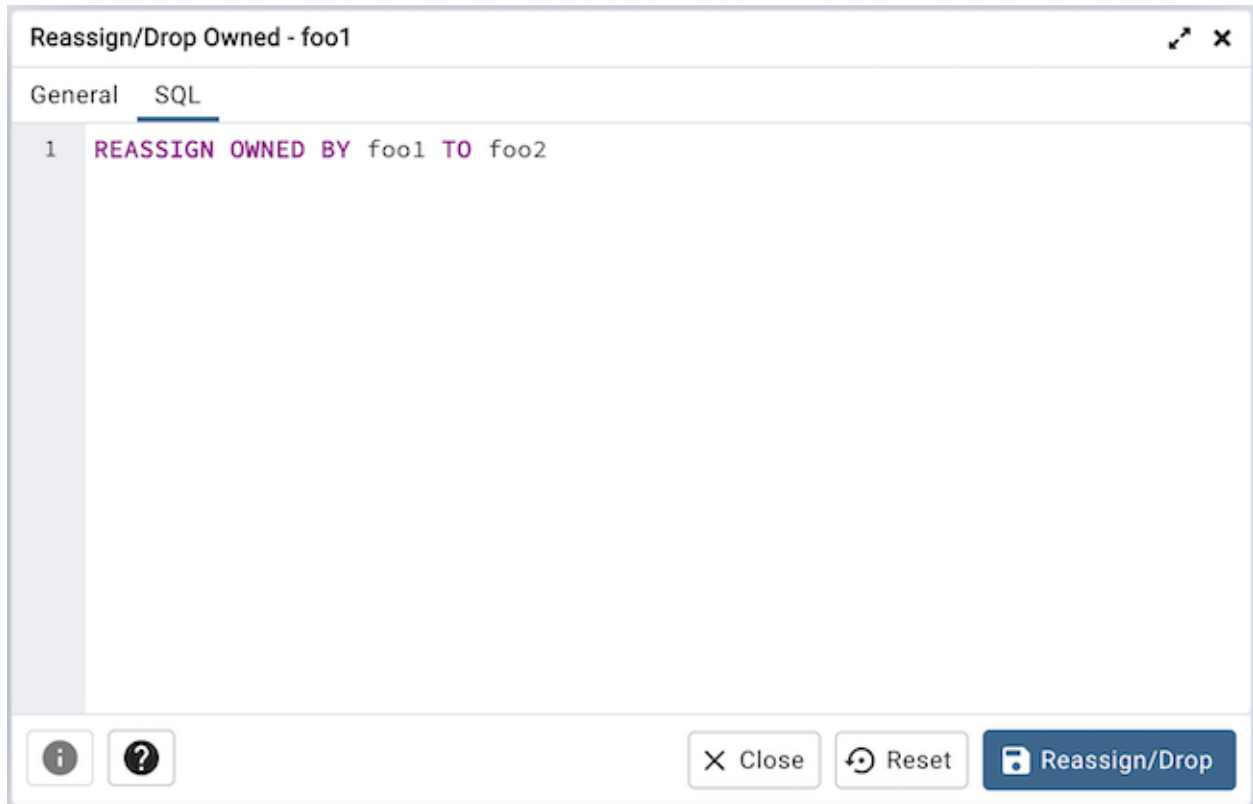 Reassign/Drop Owned - foo1
General SQL
1 REASSIGN OWNED BY foo1 TO foo2
Close Reset Reassign/Drop